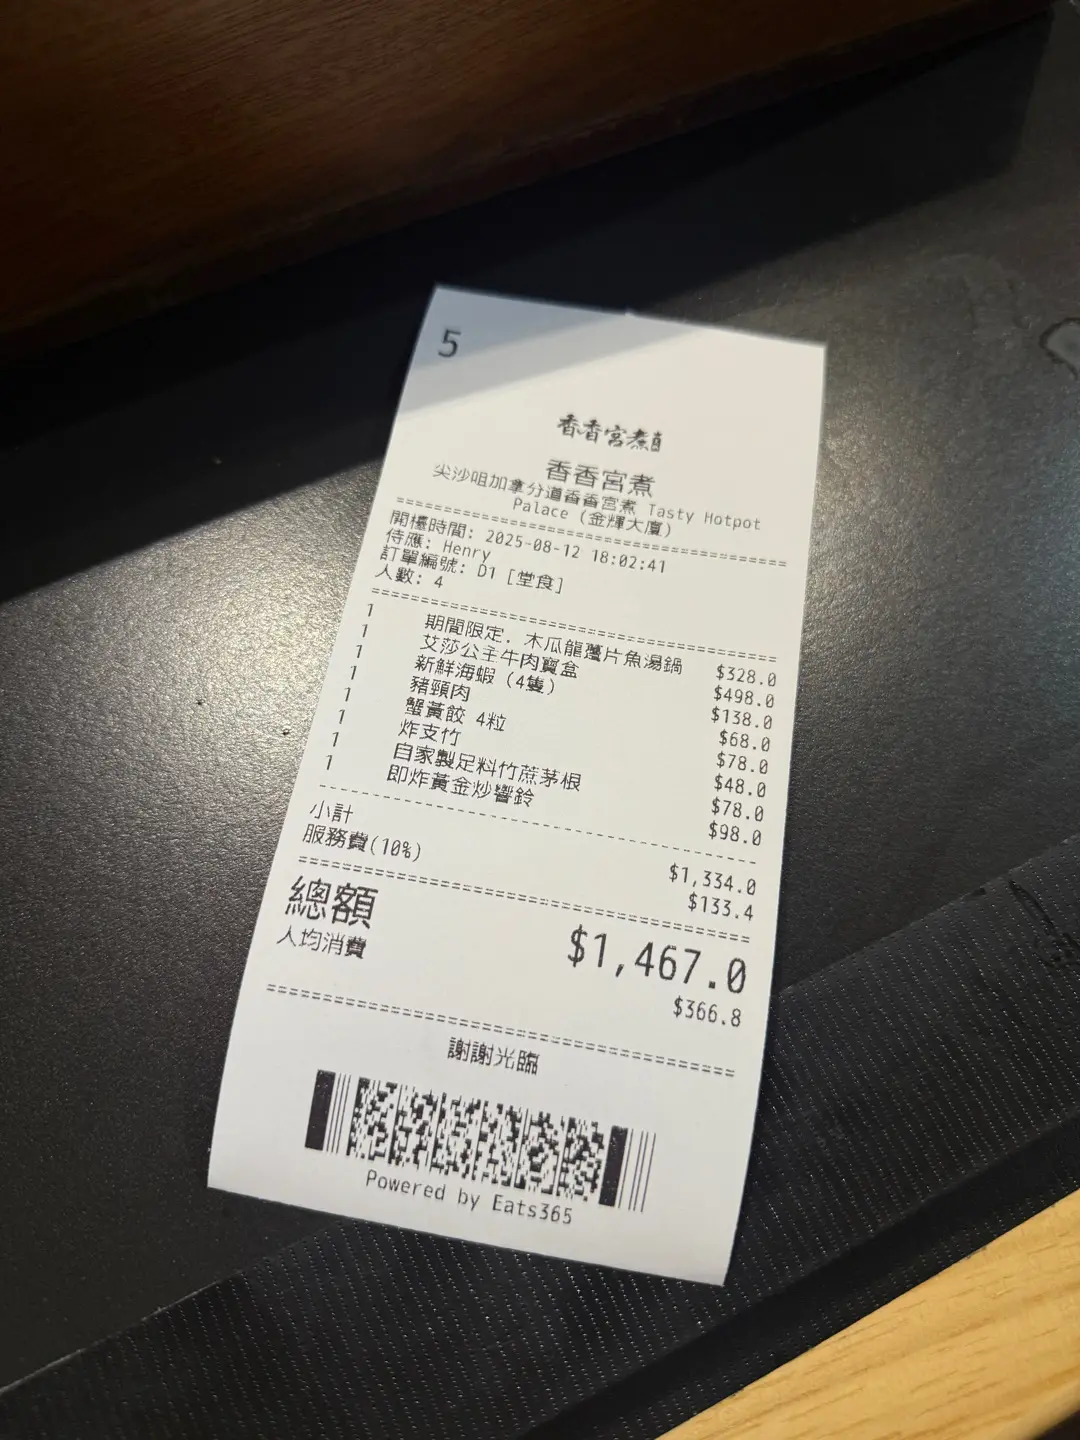 5
香香宮煮
香香宮煮
尖沙咀加拿分道香香宮煮 Tasty Hotpot
Palace (金輝大廈)
開檯時間: 2025-08-12 18:02:41
侍應: Henry
訂單編號: D1 [堂食]
人數: 4
1 期間限定. 木瓜龍躉片魚湯鍋 $328.0
1 艾莎公主牛肉寶盒 $498.0
1 新鮮海蝦 (4隻) $138.0
1 豬頸肉 $68.0
1 蟹黃餃 4粒 $78.0
1 炸支竹 $48.0
1 自家製足料竹蔗茅根 $78.0
1 即炸黃金炒響鈴 $98.0
小計 $1,334.0
服務費(10%) $133.4
總額 $1,467.0
人均消費 $366.8
謝謝光臨
Powered by Eats365